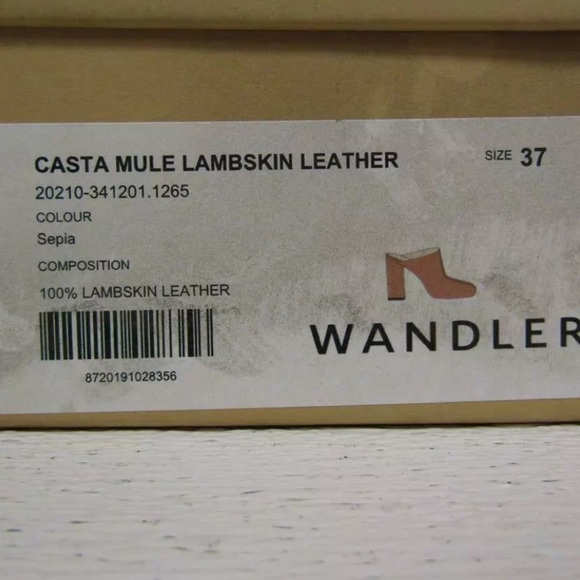 CASTA MULE LAMBSKIN LEATHER
SIZE 37
20210-341201.1265
COLOUR
Sepia
COMPOSITION
100% LAMBSKIN LEATHER
8720191028356
WANDLER